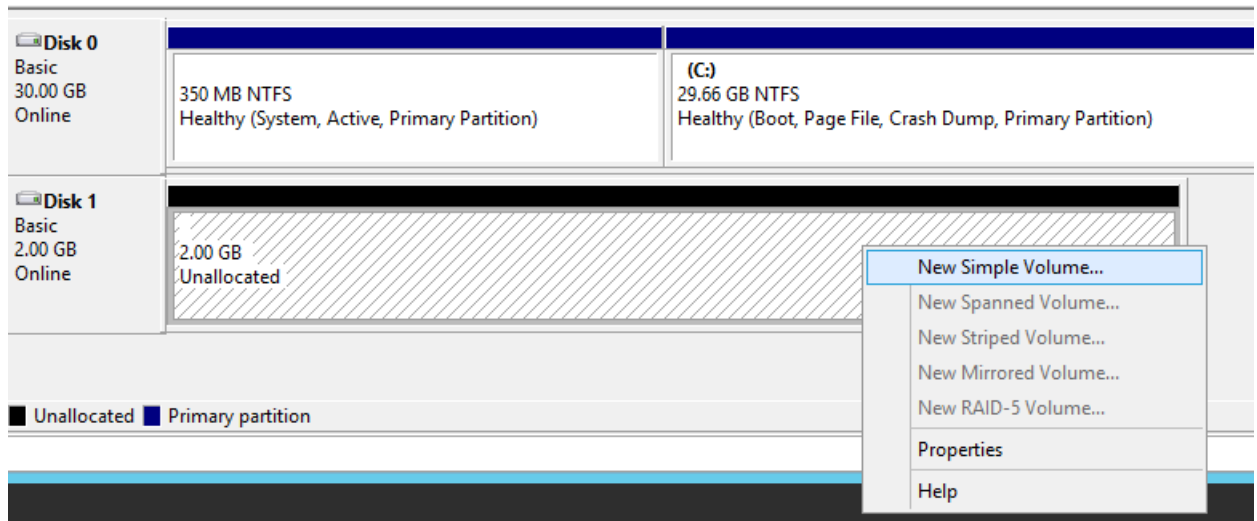 Disk 0
Basic
30.00 GB
Online
350 MB NTFS
Healthy (System, Active, Primary Partition)
(C:)
29.66 GB NTFS
Healthy (Boot, Page File, Crash Dump, Primary Partition)
Disk 1
Basic
2.00 GB
Online
2.00 GB
Unallocated
New Simple Volume...
New Spanned Volume...
New Striped Volume...
New Mirrored Volume...
New RAID-5 Volume...
Properties
Help
Unallocated Primary partition